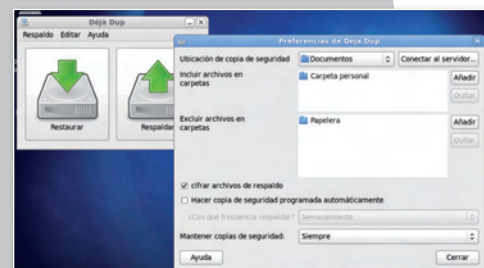 Déjà Dup
Respaldo Editar Ayuda
Restaurar
Respaldar
Preferencias de Déjà Dup
Ubicación de copia de seguridad
Documentos
Conectar al servidor...
Incluir archivos en
carpetas
Carpeta personal
Añadir
Quitar
Excluir archivos en
carpetas
Papelera
Añadir
Quitar
cifrar archivos de respaldo
Hacer copia de seguridad programada automáticamente
¿Con qué frecuencia respaldar?
Semanalmente
Mantener copias de seguridad:
Siempre
Ayuda
Cerrar